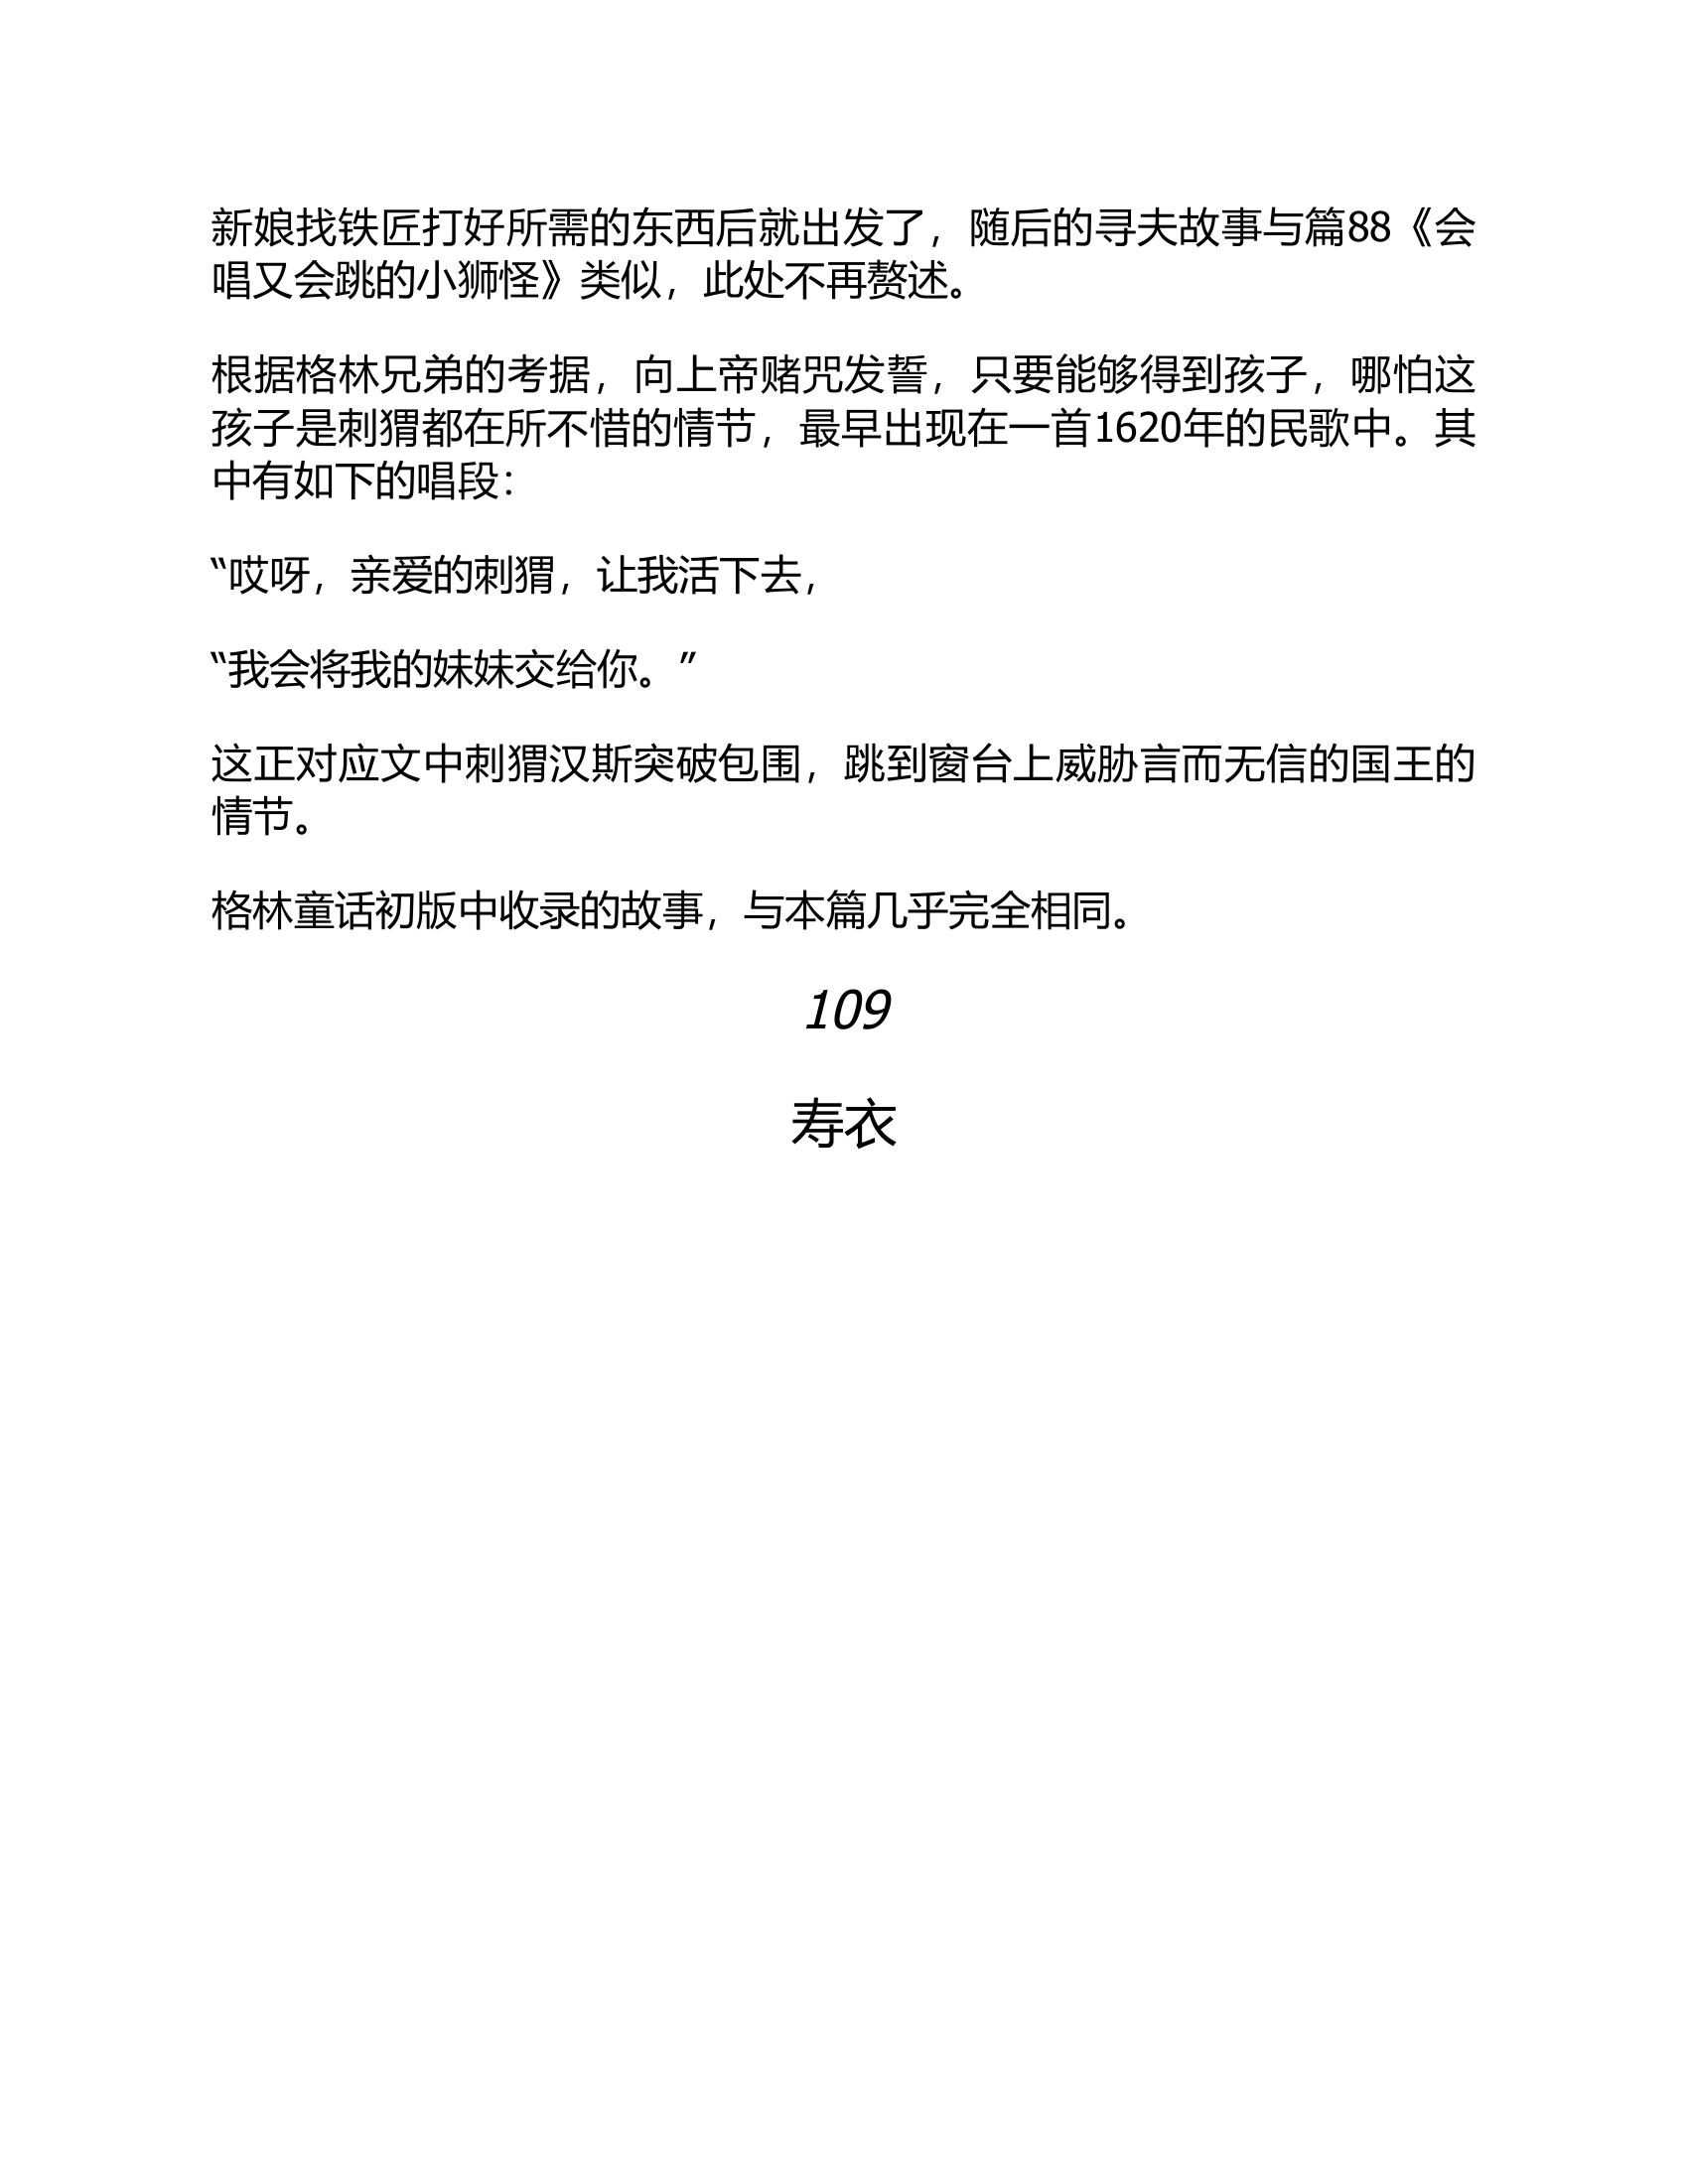 新娘找铁匠打好所需的东西后就出发了，随后的寻夫故事与篇88《会
唱又会跳的小狮怪》类似，此处不再赘述。
根据格林兄弟的考据，向上帝赌咒发誓，只要能够得到孩子，哪怕这
孩子是刺猬都在所不惜的情节，最早出现在一首1620年的民歌中。其
中有如下的唱段：
“哎呀，亲爱的刺猬，让我活下去，
“我会将我的妹妹交给你。”
这正对应文中刺猬汉斯突破包围，跳到窗台上威胁言而无信的国王的
情节。
格林童话初版中收录的故事，与本篇几乎完全相同。
109
寿衣